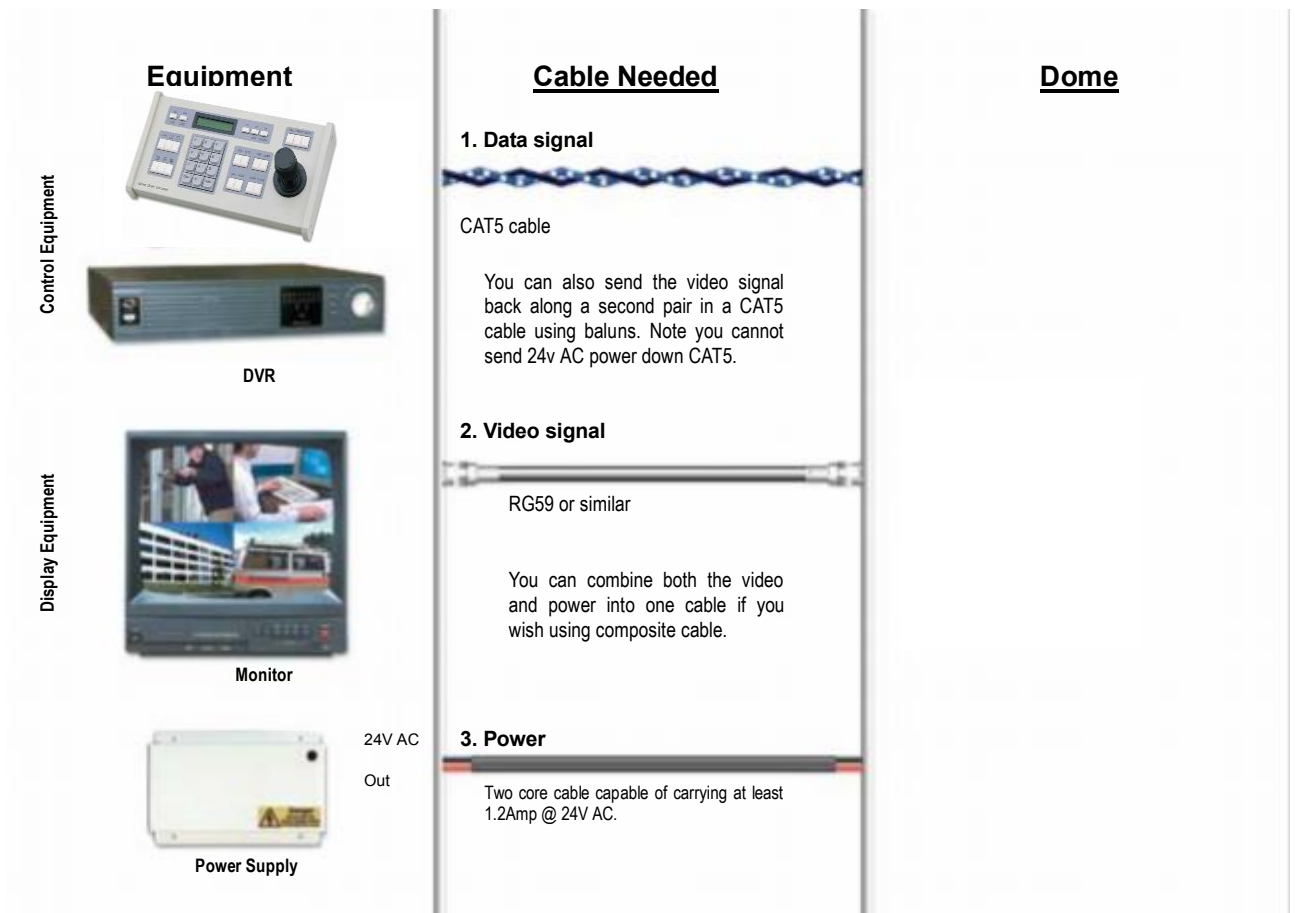 Equipment
Cable Needed
Dome
Control Equipment
1. Data signal
CAT5 cable
You can also send the video signal
back along a second pair in a CAT5
cable using baluns. Note you cannot
send 24v AC power down CAT5.
DVR
Display Equipment
2. Video signal
RG59 or similar
You can combine both the video
and power into one cable if you
wish using composite cable.
Monitor
24V AC
Out
3. Power
Two core cable capable of carrying at least
1.2Amp @ 24V AC.
Danger
Power Supply